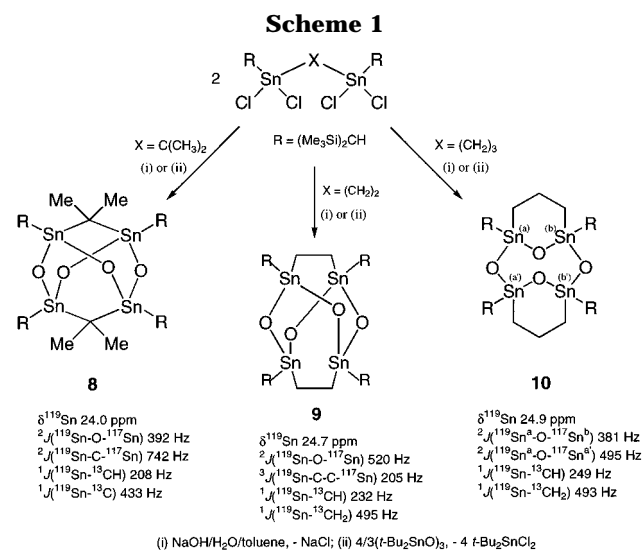 Scheme 1
2 R X R
Sn Sn
Cl Cl Cl Cl
X = C(CH₃)₂
(i) or (ii)
R = (Me₃Si)₂CH
X = (CH₂)₂
(i) or (ii)
X = (CH₂)₃
(i) or (ii)
Me Me
R Sn Sn R
O O O O
R Sn Sn R
Me Me
8
δ¹¹⁹Sn 24.0 ppm
²J(¹¹⁹Sn-O-¹¹⁷Sn) 392 Hz
²J(¹¹⁹Sn-C-¹¹⁷Sn) 742 Hz
¹J(¹¹⁹Sn-¹³CH) 208 Hz
¹J(¹¹⁹Sn-¹³C) 433 Hz
R R
Sn Sn
O O O O
Sn Sn
R R
9
δ¹¹⁹Sn 24.7 ppm
²J(¹¹⁹Sn-O-¹¹⁷Sn) 520 Hz
³J(¹¹⁹Sn-C-C-¹¹⁷Sn) 205 Hz
¹J(¹¹⁹Sn-¹³CH) 232 Hz
¹J(¹¹⁹Sn-¹³CH₂) 495 Hz
R (a) (b) R
Sn O Sn
O O
(a') O (b')
Sn Sn
R R
10
δ¹¹⁹Sn 24.9 ppm
²J(¹¹⁹Snᵃ-O-¹¹⁷Snᵇ) 381 Hz
²J(¹¹⁹Snᵃ-O-¹¹⁷Snᵃ') 495 Hz
¹J(¹¹⁹Sn-¹³CH) 249 Hz
¹J(¹¹⁹Sn-¹³CH₂) 493 Hz
(i) NaOH/H₂O/toluene, - NaCl; (ii) 4/3(t-Bu₂SnO)₃, - 4 t-Bu₂SnCl₂